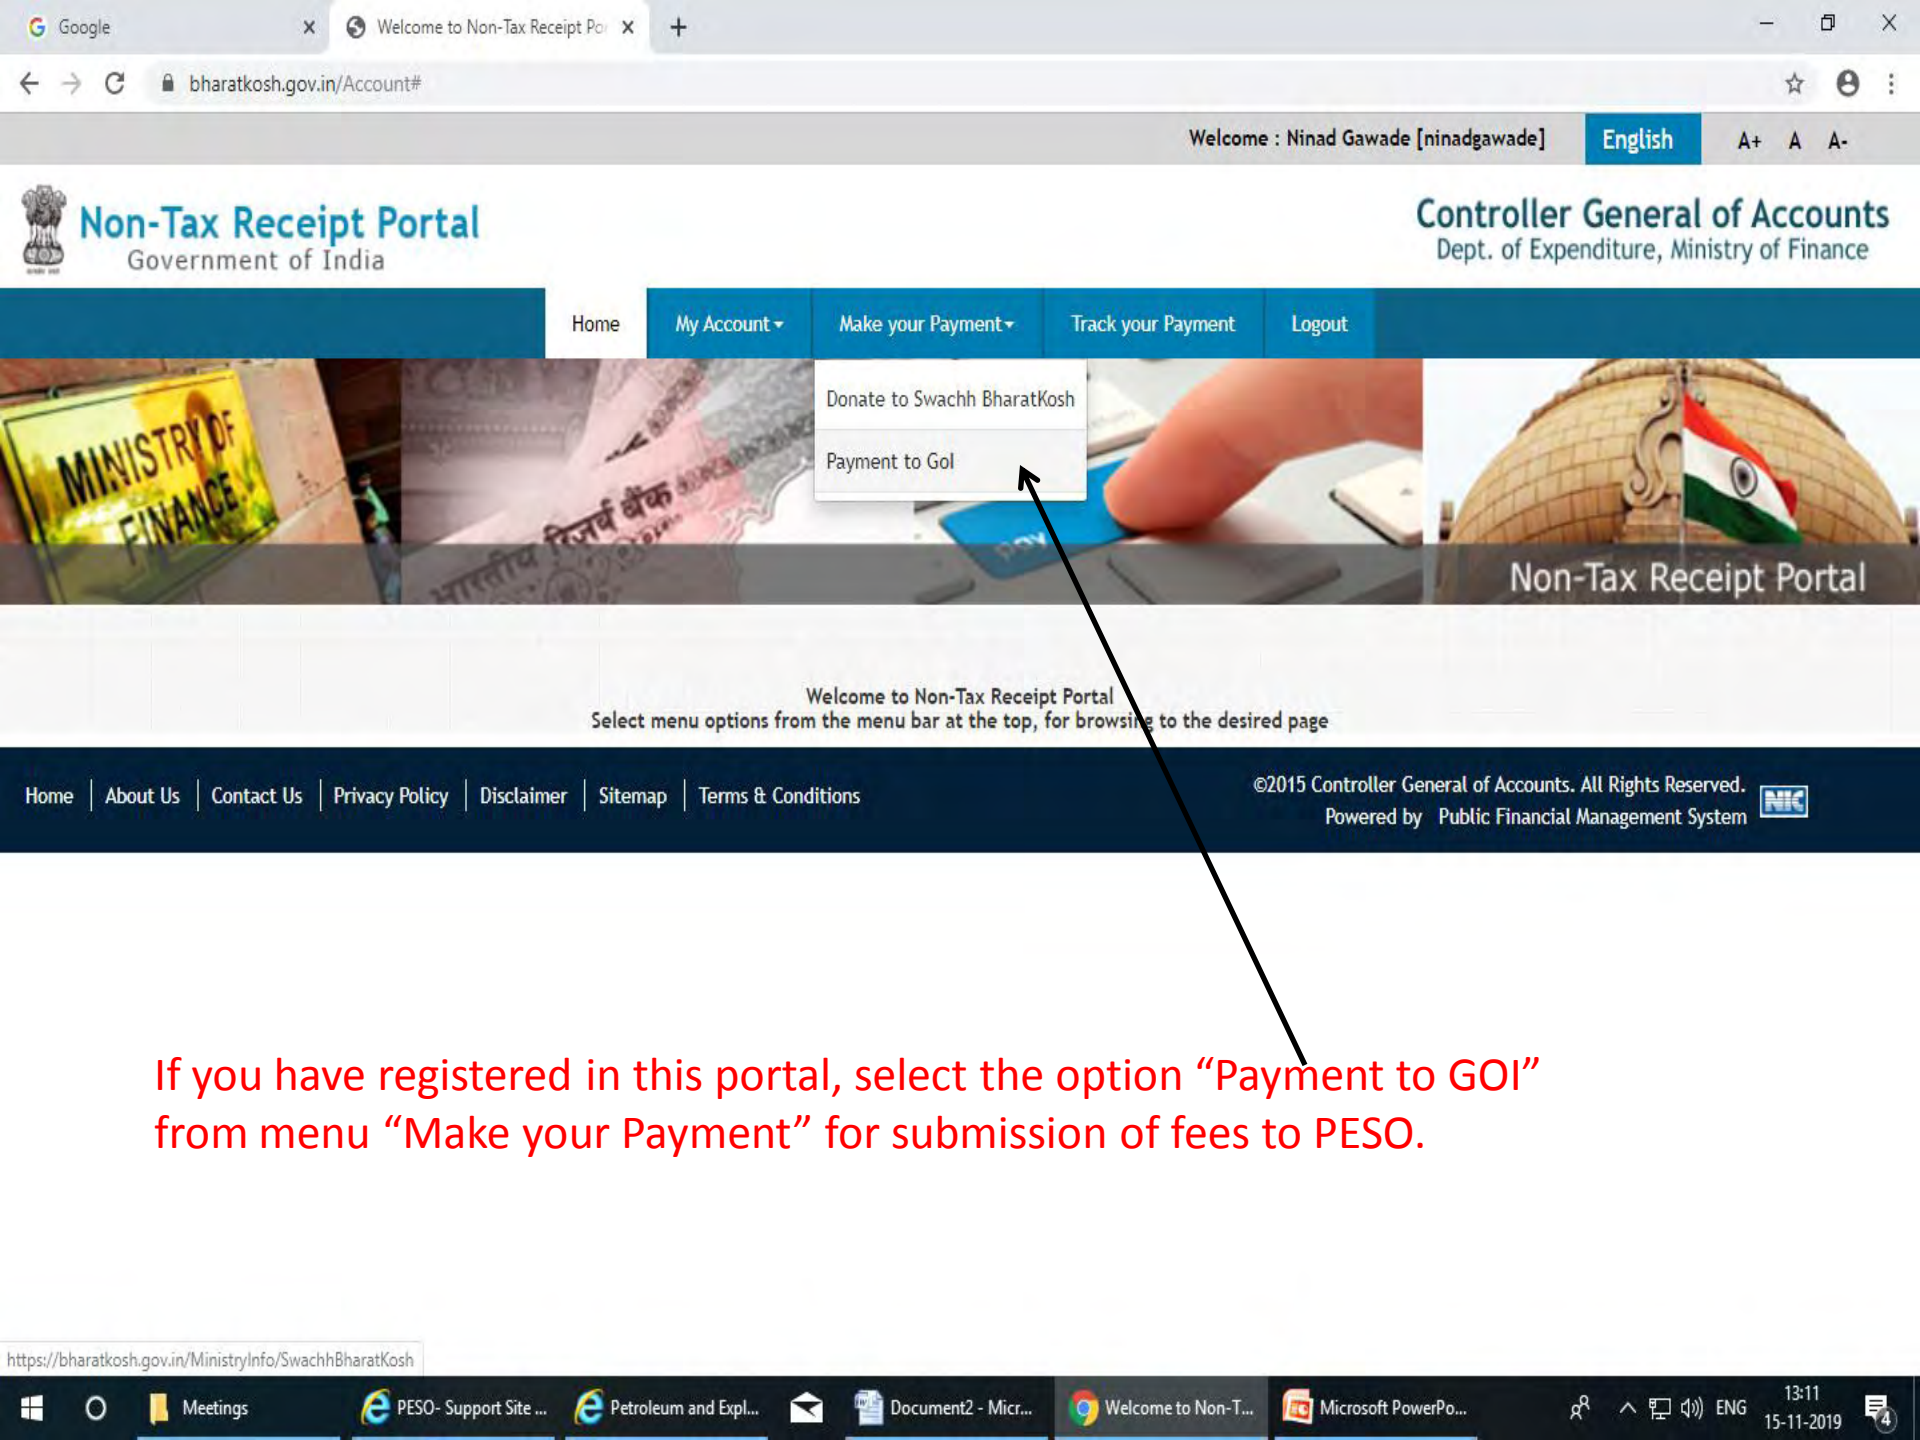 Google
Welcome to Non-Tax Receipt Po
bharatkosh.gov.in/Account#
Welcome : Ninad Gawade [ninadgawade]
English
A+ A A-
Non-Tax Receipt Portal
Government of India
Controller General of Accounts
Dept. of Expenditure, Ministry of Finance
Home
My Account
Make your Payment
Track your Payment
Logout
Donate to Swachh BharatKosh
Payment to GoI
MINISTRY OF
FINANCE
भारतीय रिज़र्व बैंक
pay
Non-Tax Receipt Portal
Welcome to Non-Tax Receipt Portal
Select menu options from the menu bar at the top, for browsing to the desired page
Home | About Us | Contact Us | Privacy Policy | Disclaimer | Sitemap | Terms & Conditions
©2015 Controller General of Accounts. All Rights Reserved.
Powered by Public Financial Management System
NIC
If you have registered in this portal, select the option “Payment to GOI”
from menu “Make your Payment” for submission of fees to PESO.
https://bharatkosh.gov.in/MinistryInfo/SwachhBharatKosh
Meetings
PESO- Support Site ...
Petroleum and Expl...
Document2 - Micr...
Welcome to Non-T...
Microsoft PowerPo...
ENG
13:11
15-11-2019
4